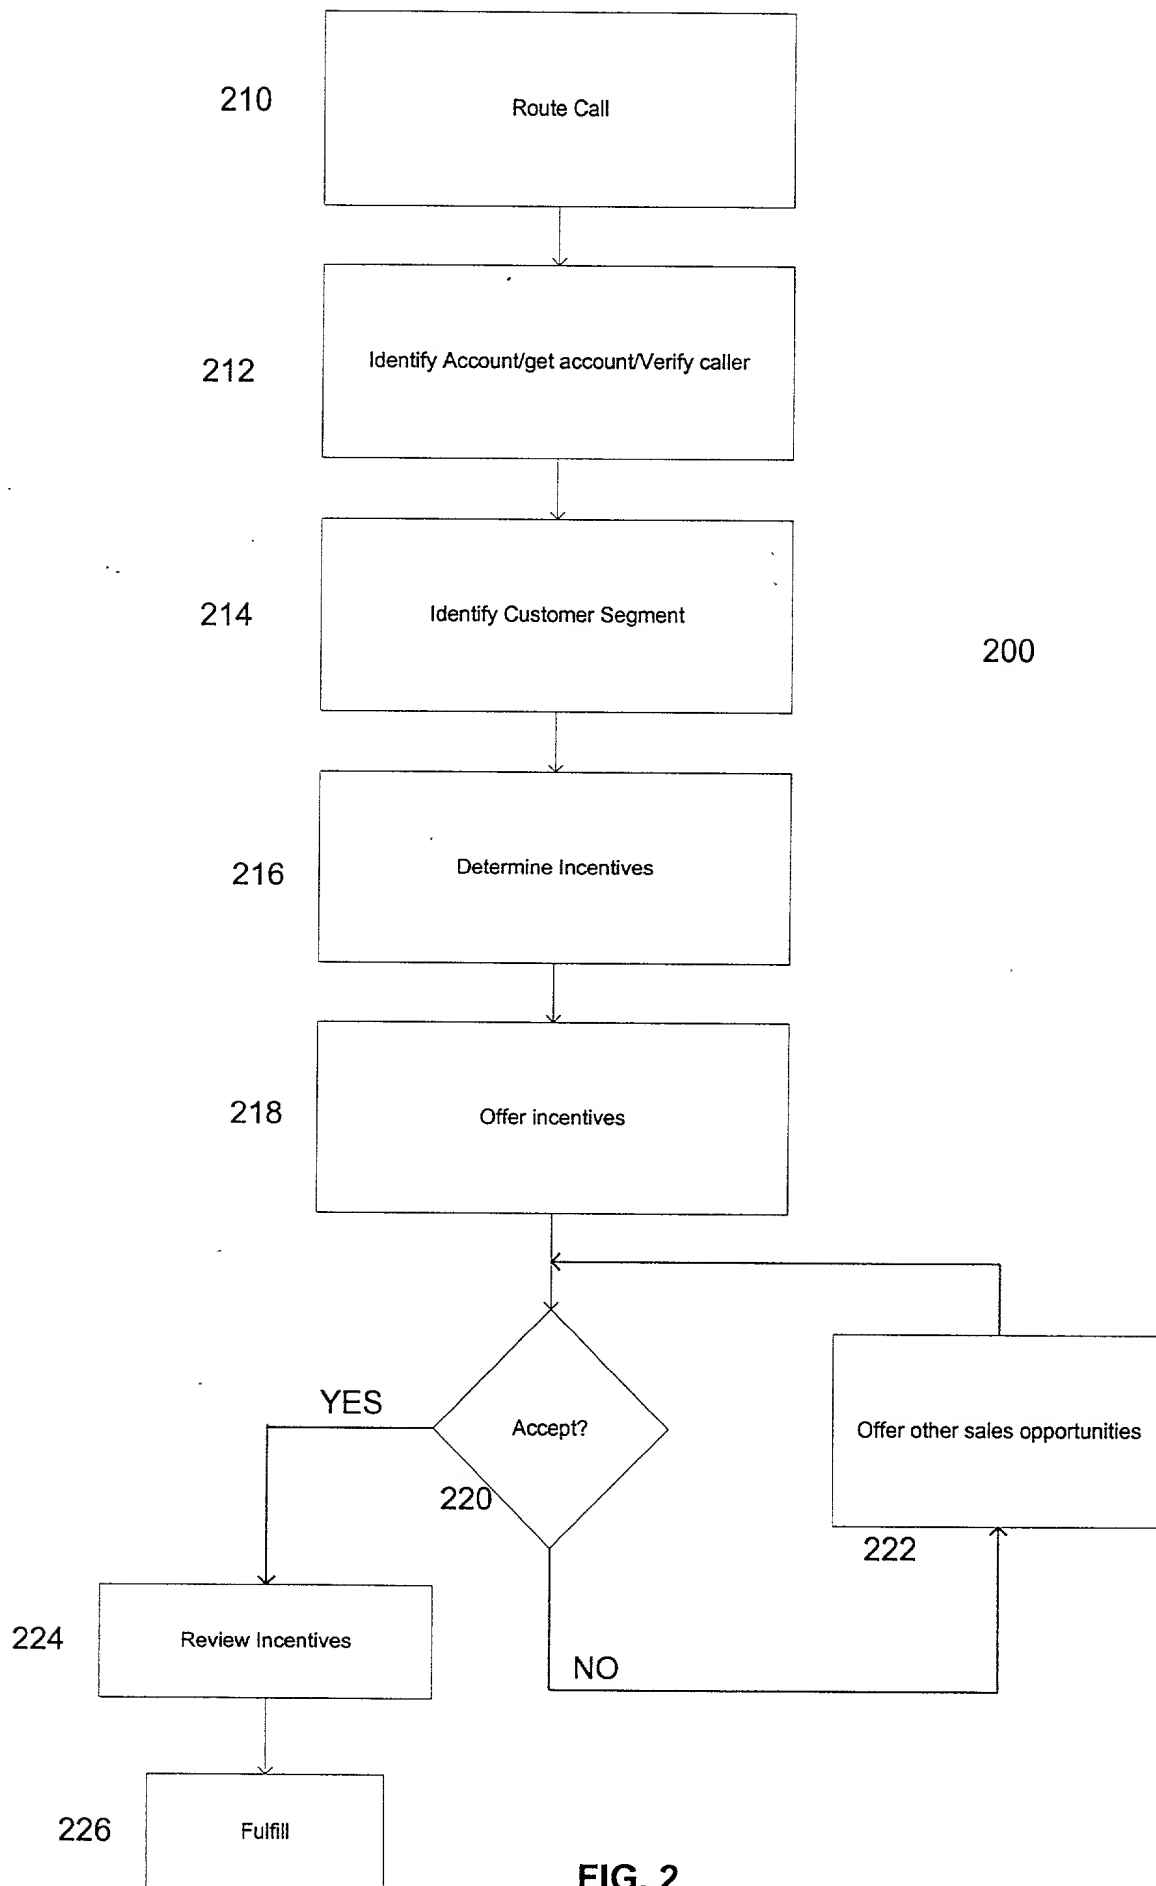 210
Route Call
212
Identify Account/get account/Verify caller
214
Identify Customer Segment
200
216
Determine Incentives
218
Offer incentives
YES
Accept?
Offer other sales opportunities
220
222
224
Review Incentives
NO
226
Fulfill
FIG. 2